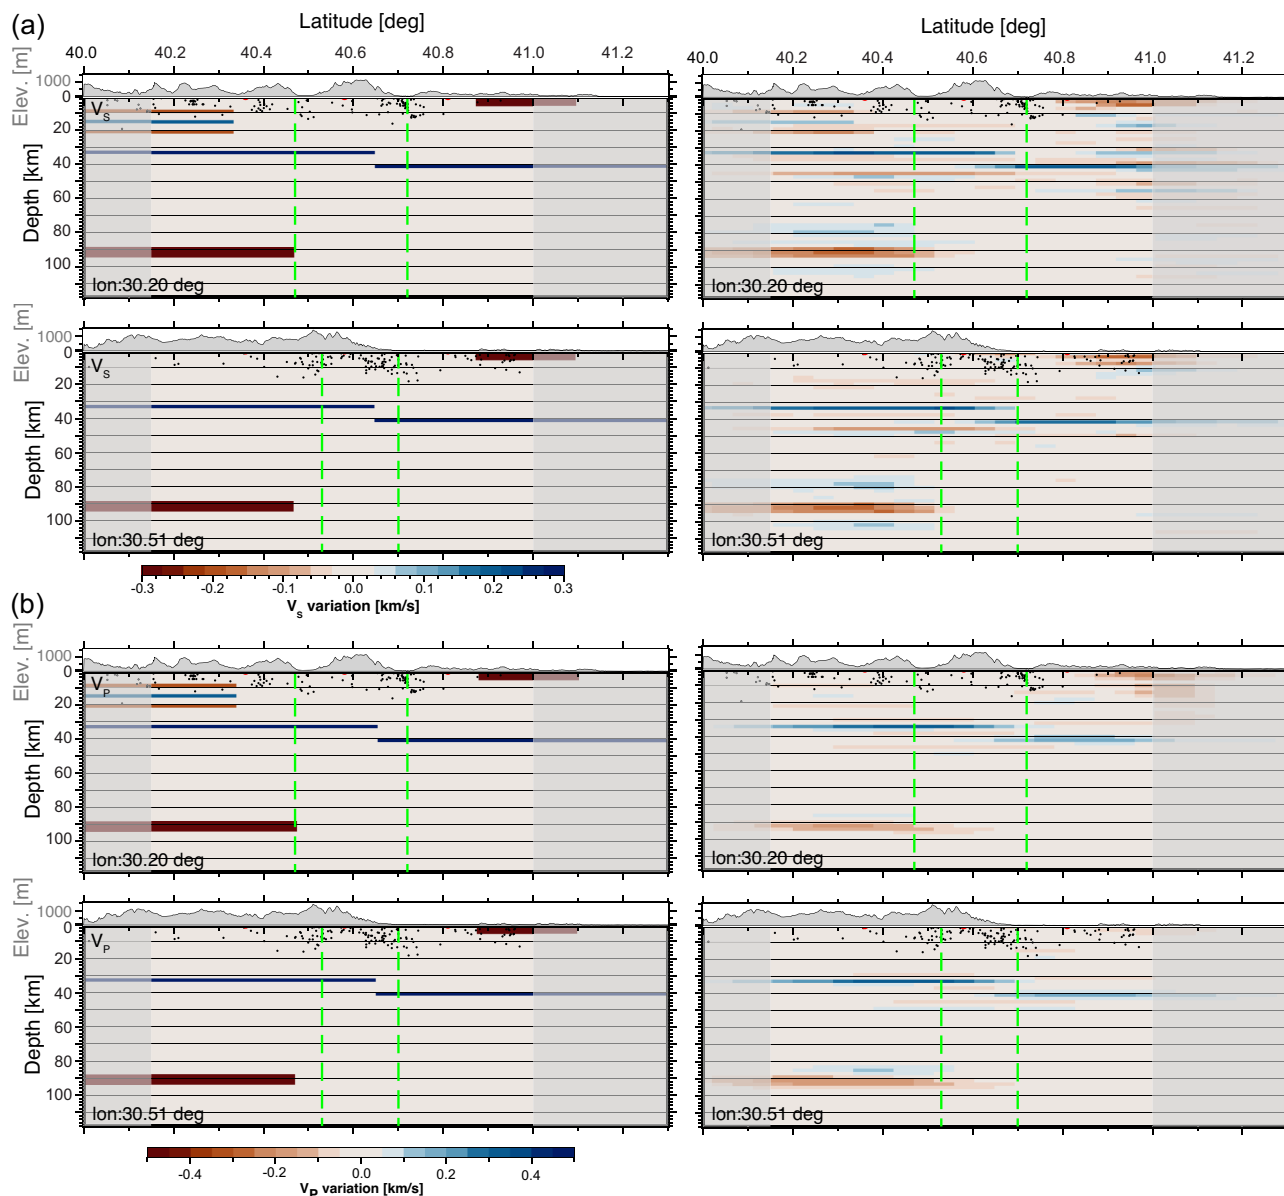 (a)
Latitude [deg]
Latitude [deg]
40.0 40.2 40.4 40.6 40.8 41.0 41.2
40.0 40.2 40.4 40.6 40.8 41.0 41.2
Elev. [m]
1000
0
VS
20
40
60
80
100
Depth [km]
lon:30.20 deg
lon:30.20 deg
Elev. [m]
1000
0
VS
20
40
60
80
100
Depth [km]
lon:30.51 deg
lon:30.51 deg
-0.3 -0.2 -0.1 0.0 0.1 0.2 0.3
VS variation [km/s]
(b)
Elev. [m]
1000
0
VP
20
40
60
80
100
Depth [km]
lon:30.20 deg
lon:30.20 deg
Elev. [m]
1000
0
VP
20
40
60
80
100
Depth [km]
lon:30.51 deg
lon:30.51 deg
-0.4 -0.2 0.0 0.2 0.4
VP variation [km/s]